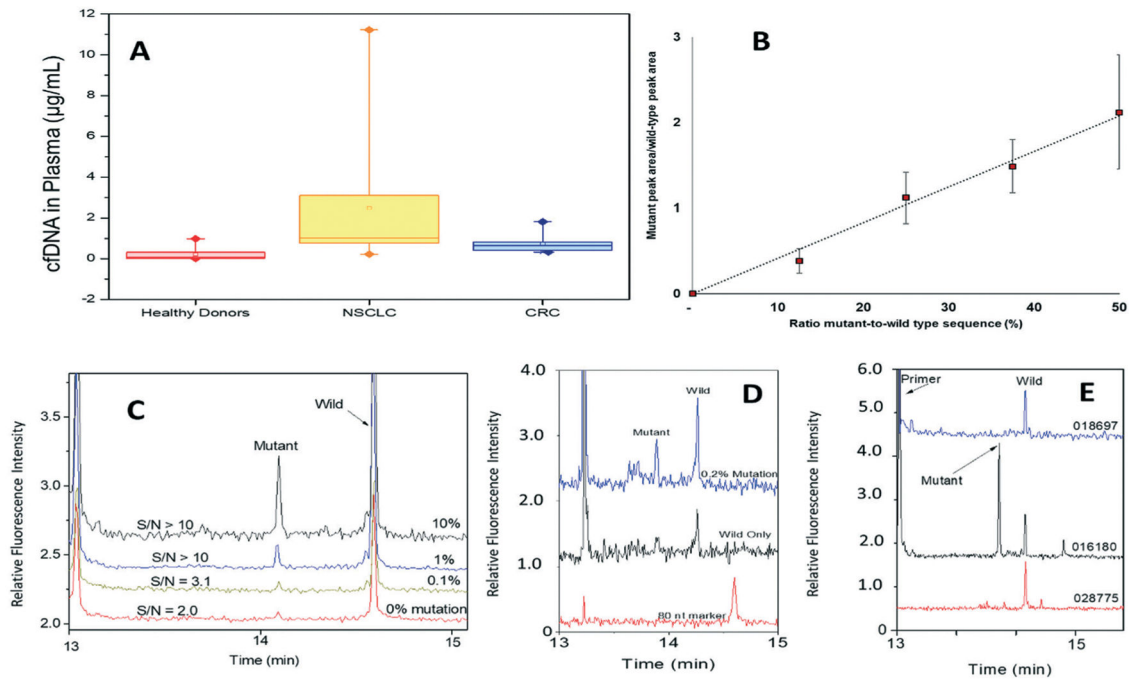 A
cfDNA in Plasma (µg/mL)
12
10
8
6
4
2
0
-2
Healthy Donors
NSCLC
CRC
B
Mutant peak area/wild-type peak area
3
2
1
0
-
10
20
30
40
50
Ratio mutant-to-wild type sequence (%)
C
Relative Fluorescence Intensity
3.5
3.0
2.5
2.0
Wild
Mutant
S/N > 10
10%
S/N > 10
1%
S/N = 3.1
0.1%
S/N = 2.0
0% mutation
13
14
15
Time (min)
D
Relative Fluorescence Intensity
4.0
3.0
2.0
1.0
0
Wild
Mutant
0.2% Mutation
Wild Only
80 nt marker
13
14
15
Time (min)
E
Relative Fluorescence Intensity
6.0
5.0
4.0
3.0
2.0
1.0
0
Primer
Wild
018697
Mutant
016180
028775
13
15
Time (min)